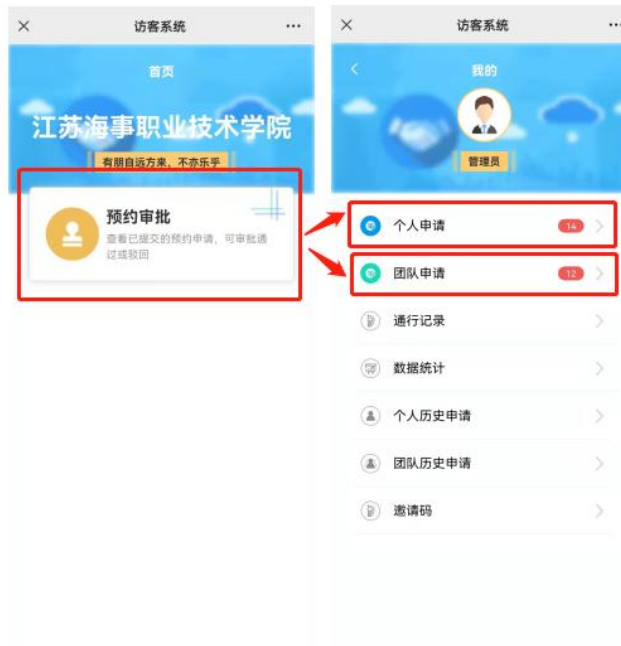 访客系统
首页
江苏海事职业技术学院
有朋自远方来，不亦乐乎
预约审批
查看已提交的预约申请，可审批通
过或驳回
访客系统
我的
管理员
个人申请 14
团队申请 12
通行记录
数据统计
个人历史申请
团队历史申请
邀请码